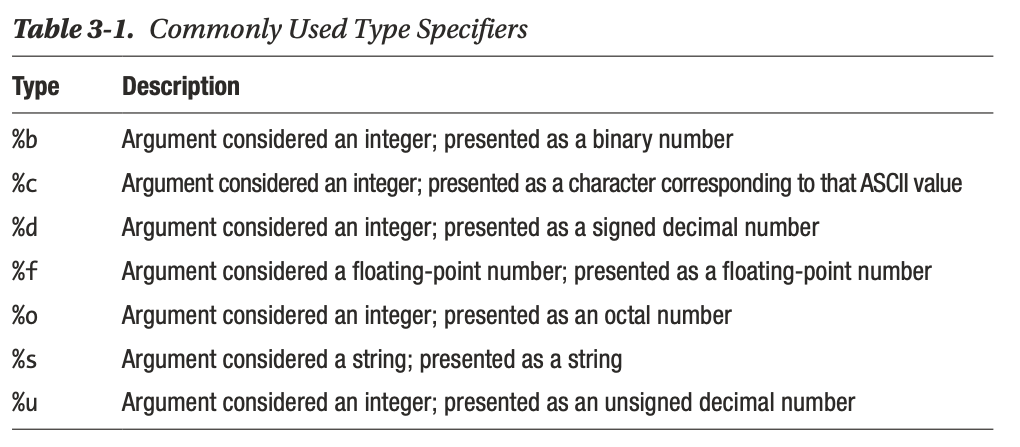 Table 3-1. Commonly Used Type Specifiers
Type Description
%b Argument considered an integer; presented as a binary number
%c Argument considered an integer; presented as a character corresponding to that ASCII value
%d Argument considered an integer; presented as a signed decimal number
%f Argument considered a floating-point number; presented as a floating-point number
%o Argument considered an integer; presented as an octal number
%s Argument considered a string; presented as a string
%u Argument considered an integer; presented as an unsigned decimal number